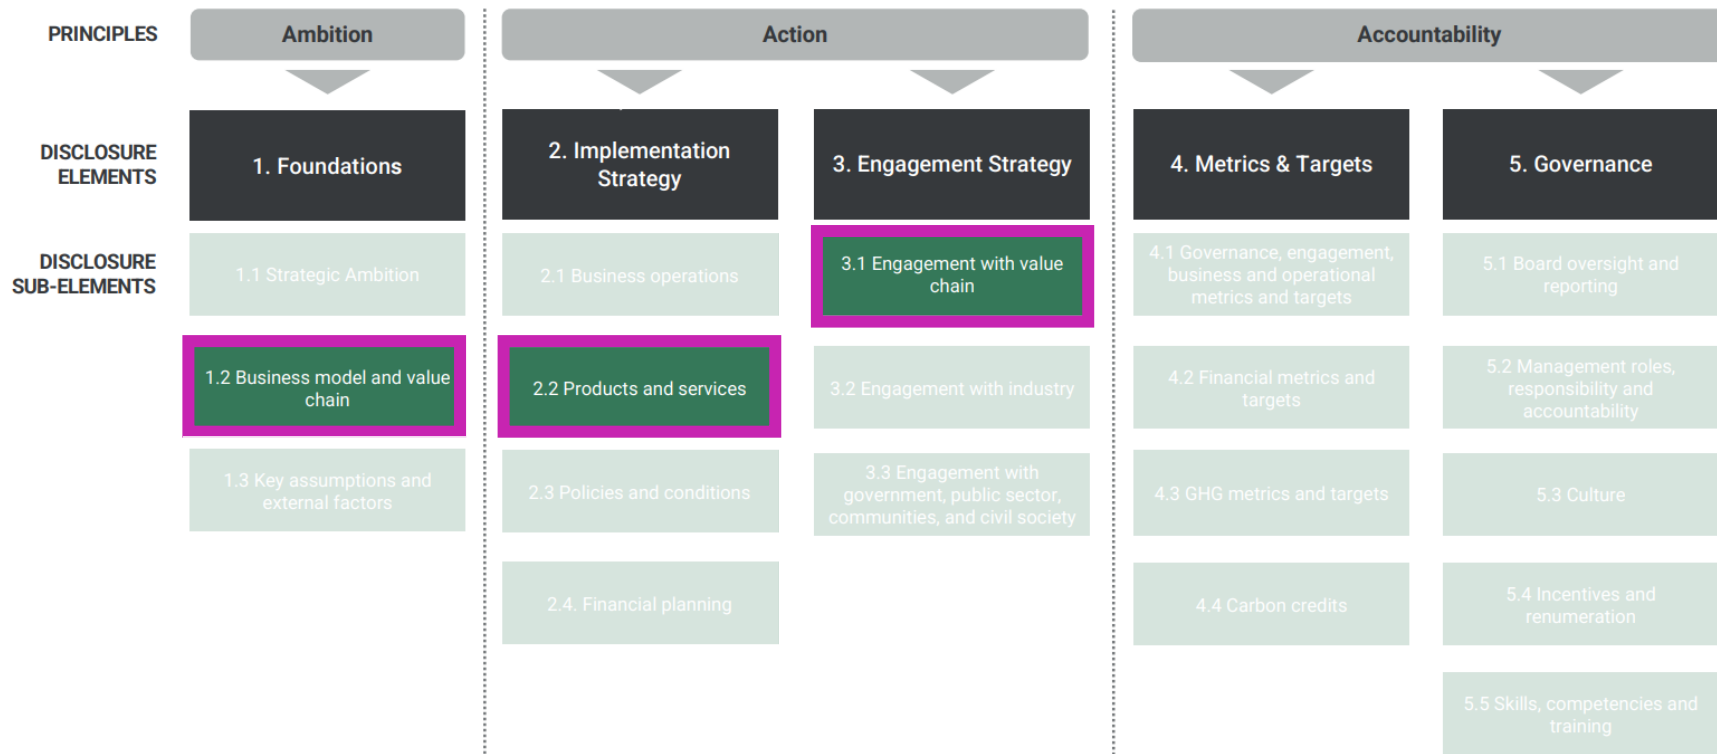 PRINCIPLES
Ambition
Action
Accountability
DISCLOSURE
ELEMENTS
1. Foundations
2. Implementation
Strategy
3. Engagement Strategy
4. Metrics & Targets
5. Governance
DISCLOSURE
SUB-ELEMENTS
1.1 Strategic Ambition
1.2 Business model and value
chain
1.3 Key assumptions and
external factors
2.1 Business operations
2.2 Products and services
2.3 Policies and conditions
2.4. Financial planning
3.1 Engagement with value
chain
3.2 Engagement with industry
3.3 Engagement with
government, public sector,
communities, and civil society
4.1 Governance, engagement,
business and operational
metrics and targets
4.2 Financial metrics and
targets
4.3 GHG metrics and targets
4.4 Carbon credits
5.1 Board oversight and
reporting
5.2 Management roles,
responsibility and
accountability
5.3 Culture
5.4 Incentives and
renumeration
5.5 Skills, competencies and
training